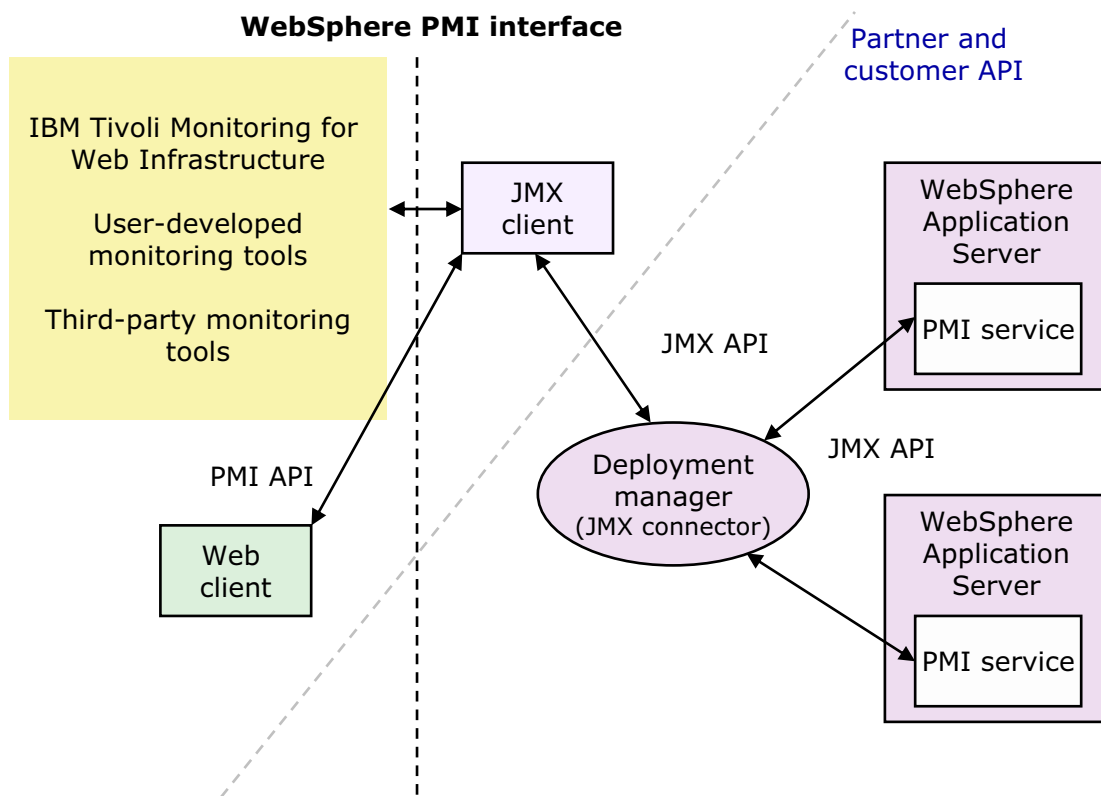 WebSphere PMI interface
Partner and
customer API
IBM Tivoli Monitoring for
Web Infrastructure
User-developed
monitoring tools
Third-party monitoring
tools
JMX
client
WebSphere
Application
Server
PMI service
JMX API
JMX API
Deployment
manager
(JMX connector)
PMI API
Web
client
WebSphere
Application
Server
PMI service